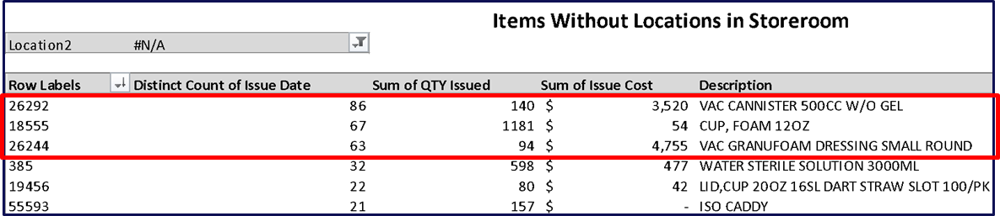 Items Without Locations in Storeroom
Location2 #N/A
Row Labels Distinct Count of Issue Date Sum of QTY Issued Sum of Issue Cost Description
26292 86 140 $ 3,520 VAC CANNISTER 500CC W/O GEL
18555 67 1181 $ 54 CUP, FOAM 12OZ
26244 63 94 $ 4,755 VAC GRANUFOAM DRESSING SMALL ROUND
385 32 598 $ 477 WATER STERILE SOLUTION 3000ML
19456 22 80 $ 42 LID,CUP 20OZ 16SL DART STRAW SLOT 100/PK
55593 21 157 $ - ISO CADDY